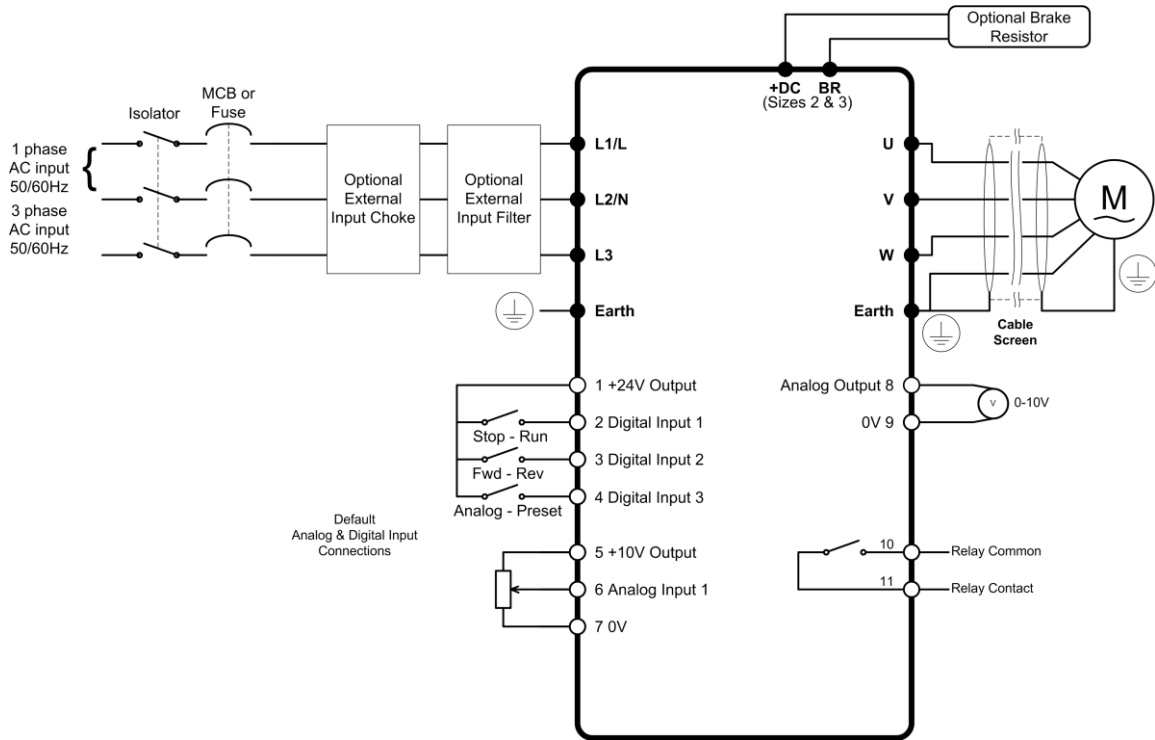 Optional Brake
Resistor
+DC BR
(Sizes 2 & 3)
Isolator
MCB or
Fuse
1 phase
AC input
50/60Hz
{
3 phase
AC input
50/60Hz
Optional
External
Input Choke
Optional
External
Input Filter
L1/L
L2/N
L3
Earth
U
V
W
Earth
M
Cable
Screen
1 +24V Output
2 Digital Input 1
Stop - Run
3 Digital Input 2
Fwd - Rev
4 Digital Input 3
Analog - Preset
Default
Analog & Digital Input
Connections
5 +10V Output
6 Analog Input 1
7 0V
Analog Output 8
V
0-10V
0V 9
10
Relay Common
11
Relay Contact